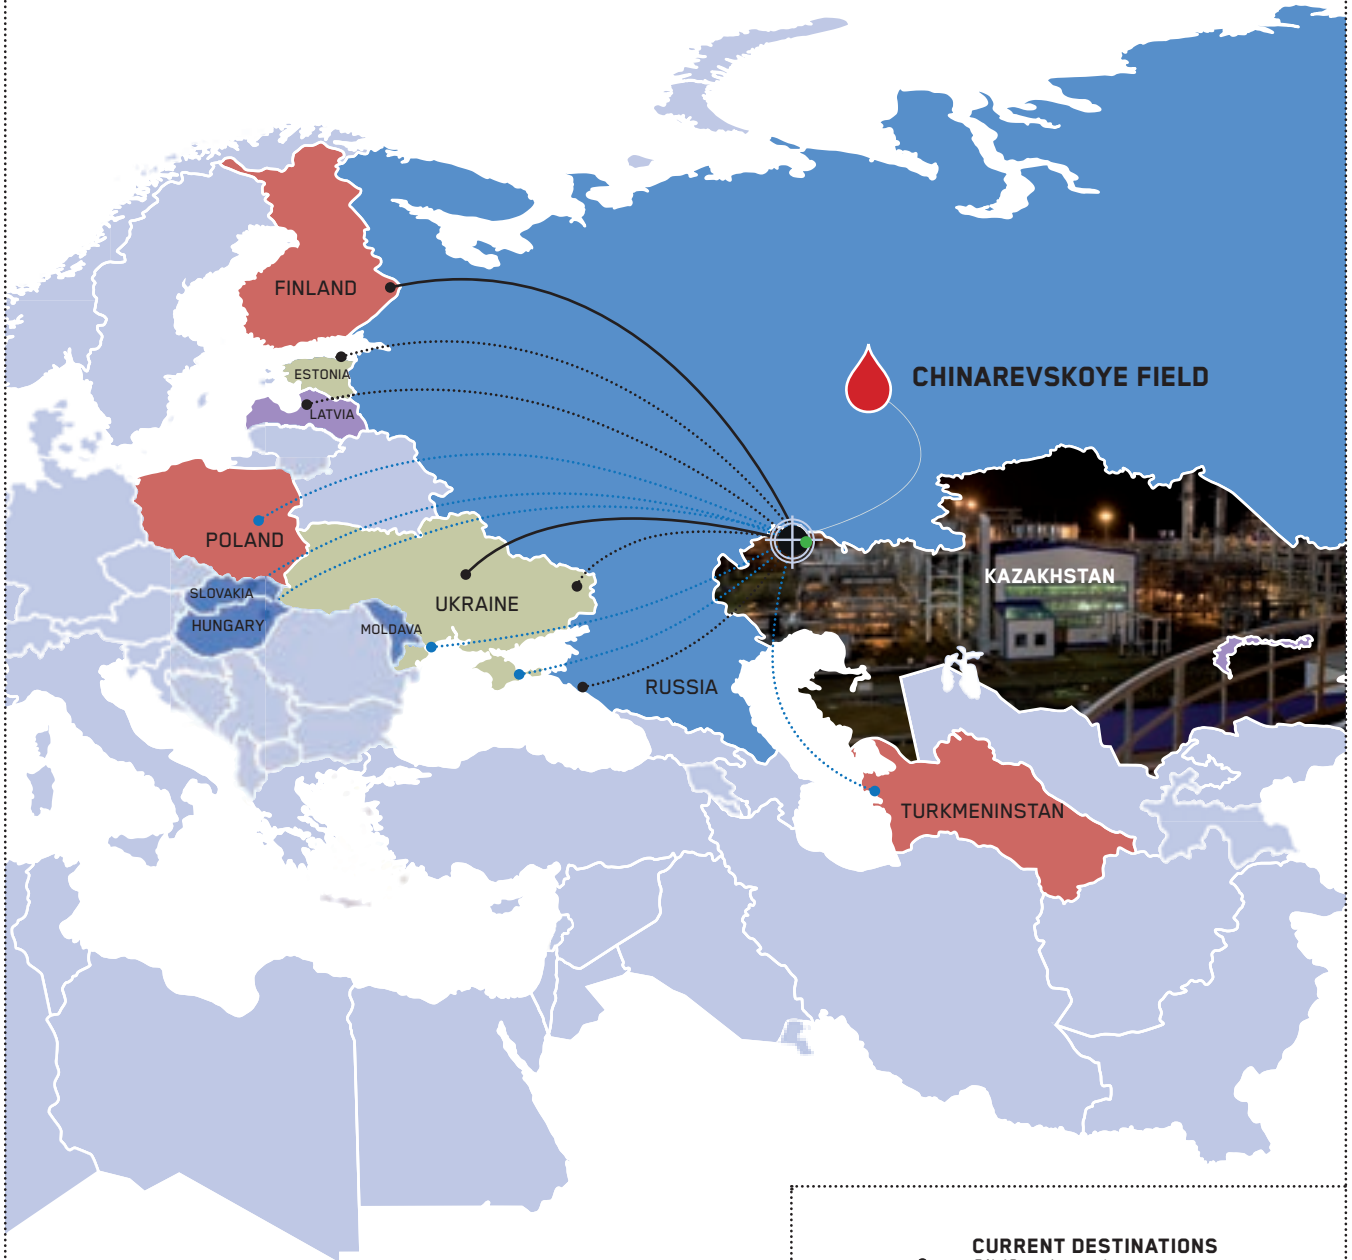 FINLAND
ESTONIA
LATVIA
CHINAREVSKOYE FIELD
POLAND
KAZAKHSTAN
SLOVAKIA
UKRAINE
HUNGARY
MOLDAVA
RUSSIA
TURKMENINSTAN
CURRENT DESTINATIONS